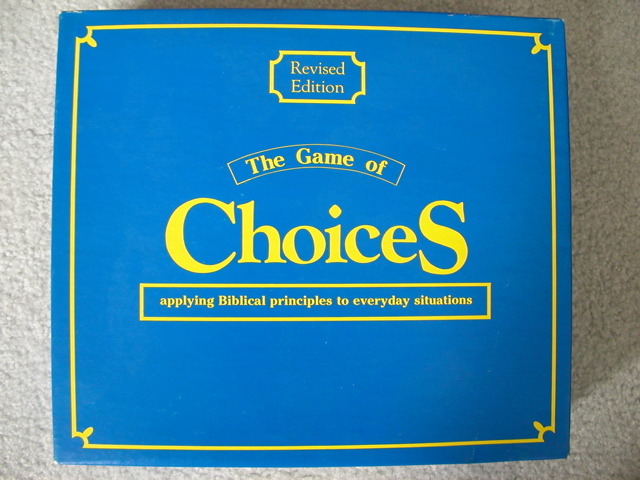 Revised
Edition
The Game of
ChoiceS
applying Biblical principles to everyday situations